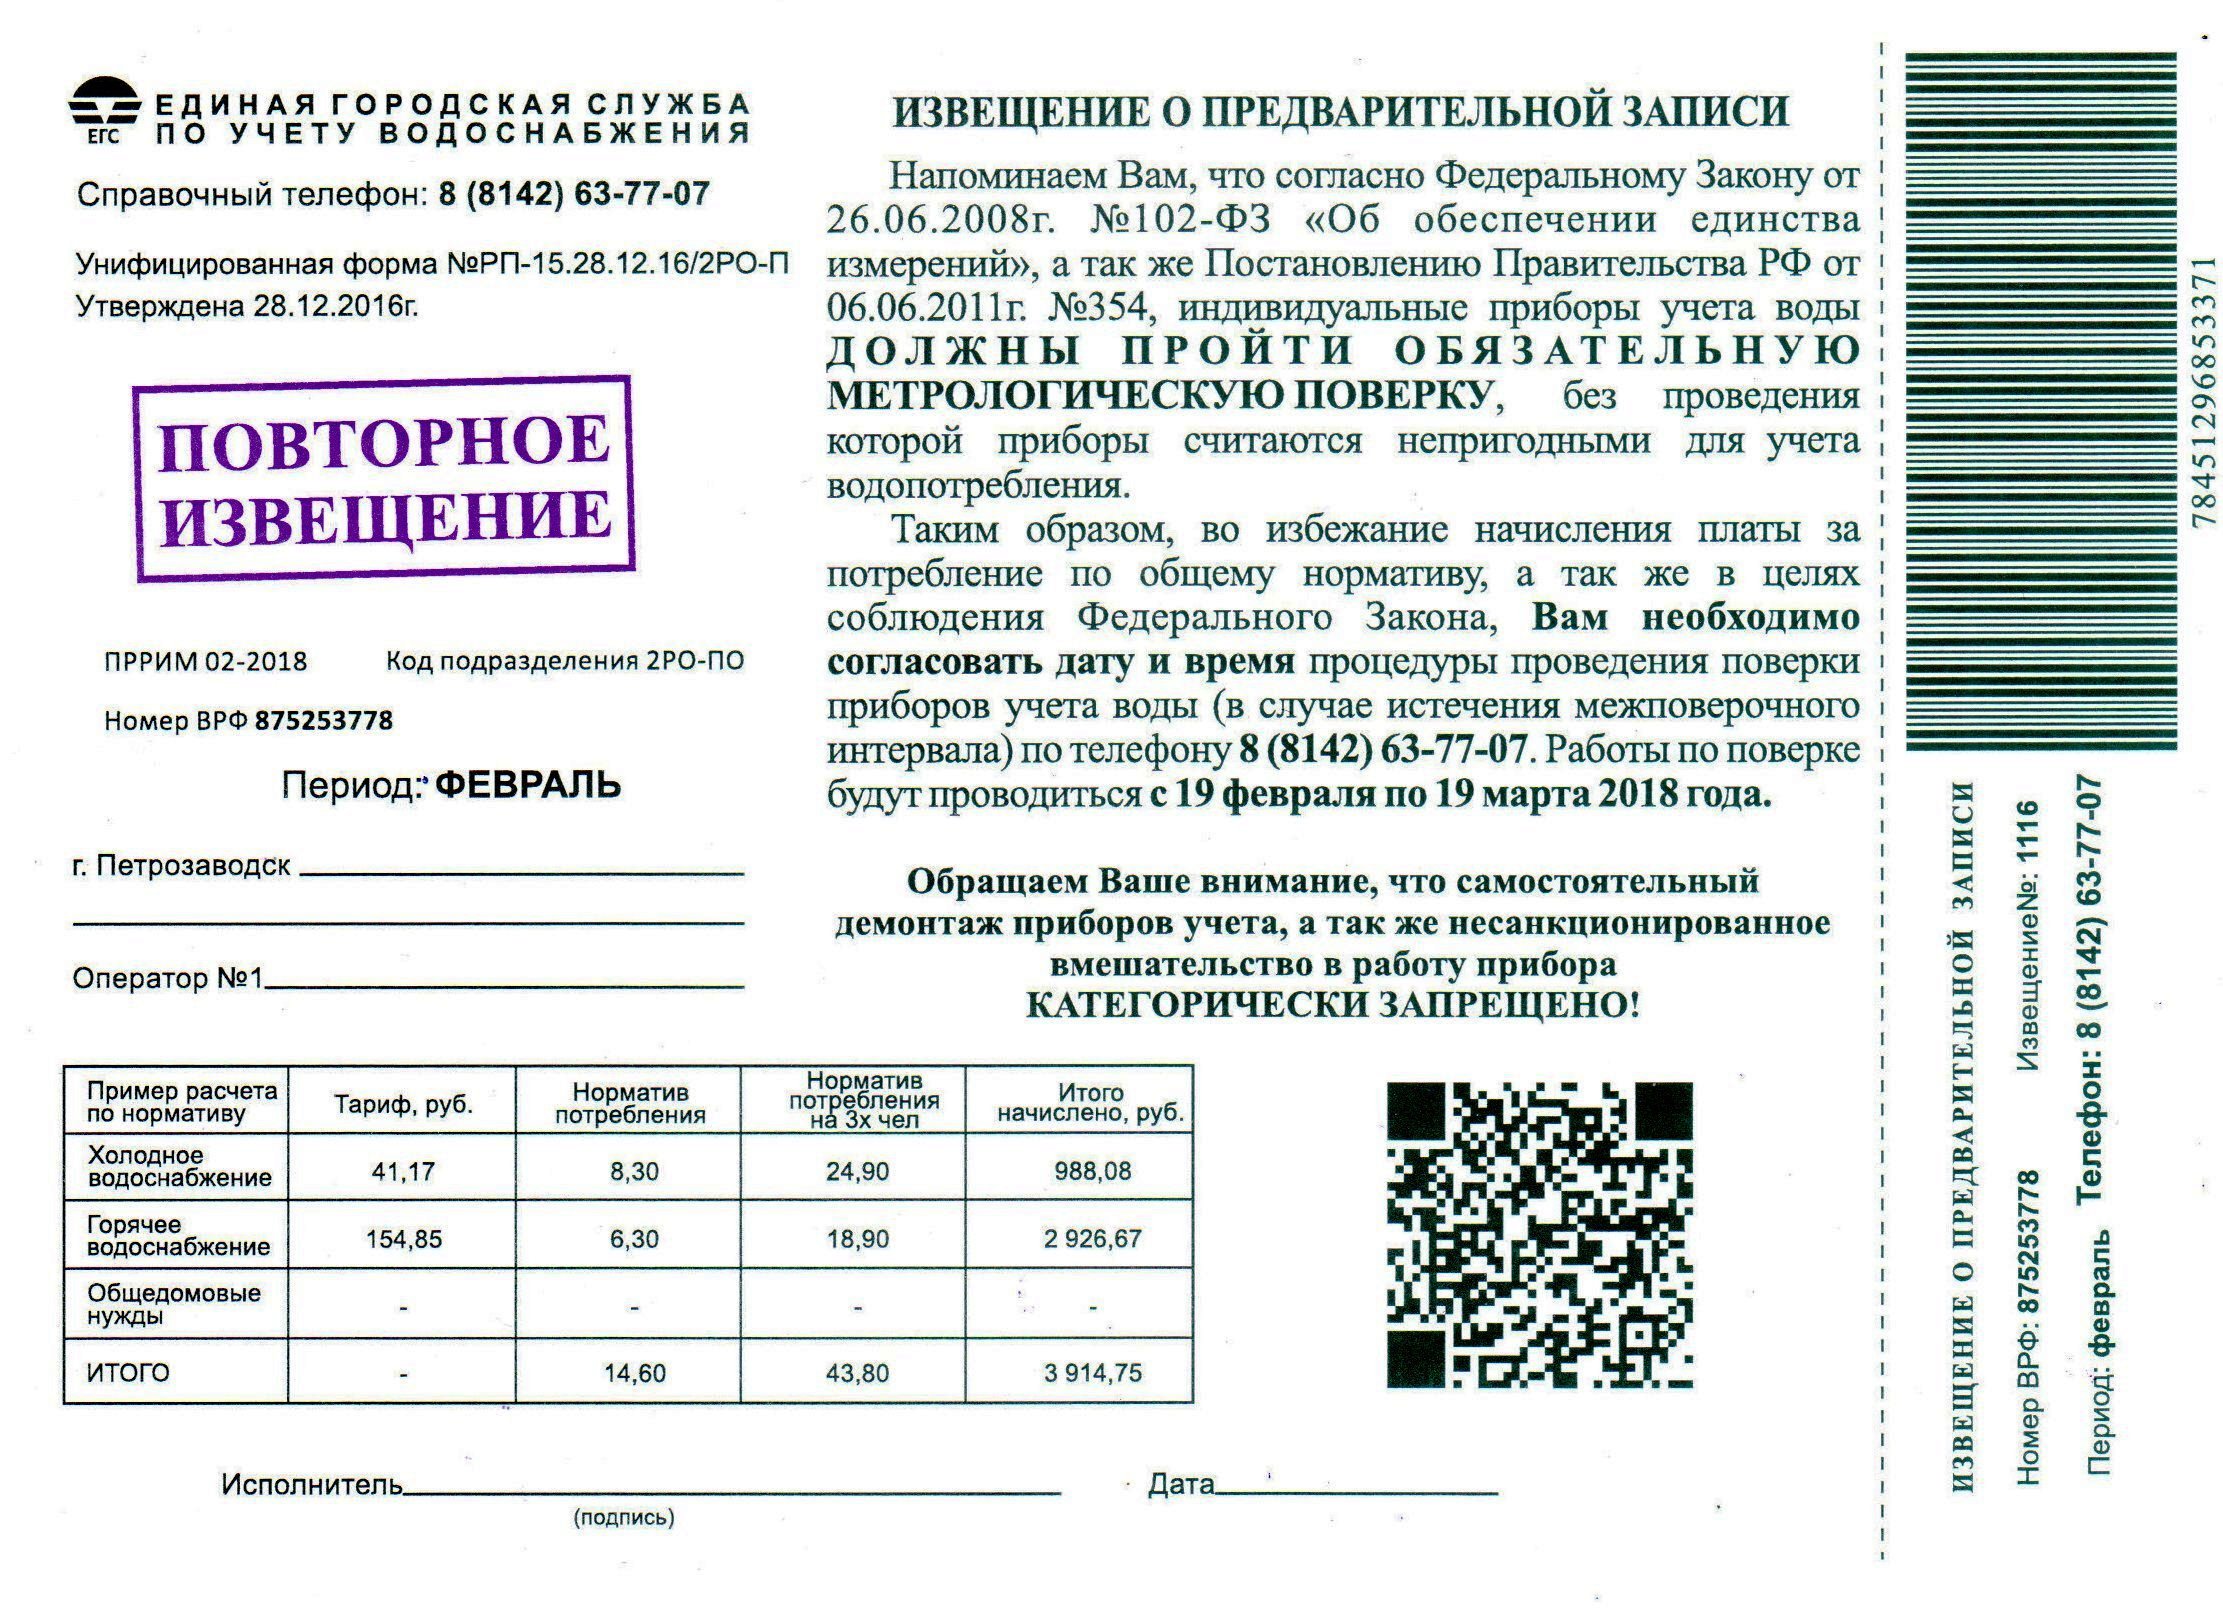 ЕГС
ЕДИНАЯ ГОРОДСКАЯ СЛУЖБА
ПО УЧЕТУ ВОДОСНАБЖЕНИЯ
Справочный телефон: 8 (8142) 63-77-07
Унифицированная форма №РП-15.28.12.16/2РО-П
Утверждена 28.12.2016г.
ПОВТОРНОЕ
ИЗВЕЩЕНИЕ
ПРРИМ 02-2018 Код подразделения 2РО-ПО
Номер ВРФ 875253778
Период: ФЕВРАЛЬ
г. Петрозаводск
Оператор №1
ИЗВЕЩЕНИЕ О ПРЕДВАРИТЕЛЬНОЙ ЗАПИСИ
Напоминаем Вам, что согласно Федеральному Закону от
26.06.2008г. №102-ФЗ «Об обеспечении единства
измерений», а так же Постановлению Правительства РФ от
06.06.2011г. №354, индивидуальные приборы учета воды
ДОЛЖНЫ ПРОЙТИ ОБЯЗАТЕЛЬНУЮ
МЕТРОЛОГИЧЕСКУЮ ПОВЕРКУ, без проведения
которой приборы считаются непригодными для учета
водопотребления.
Таким образом, во избежание начисления платы за
потребление по общему нормативу, а так же в целях
соблюдения Федерального Закона, Вам необходимо
согласовать дату и время процедуры проведения поверки
приборов учета воды (в случае истечения межповерочного
интервала) по телефону 8 (8142) 63-77-07. Работы по поверке
будут проводиться с 19 февраля по 19 марта 2018 года.
Обращаем Ваше внимание, что самостоятельный
демонтаж приборов учета, а так же несанкционированное
вмешательство в работу прибора
КАТЕГОРИЧЕСКИ ЗАПРЕЩЕНО!
Пример расчета
по нормативу
Тариф, руб.
Норматив
потребления
Норматив
потребления
на 3х чел
Итого
начислено, руб.
Холодное
водоснабжение
41,17 8,30 24,90 988,08
Горячее
водоснабжение
154,85 6,30 18,90 2 926,67
Общедомовые
нужды
- - - -
ИТОГО - 14,60 43,80 3 914,75
Исполнитель Дата
(подпись)
78451296853371
ИЗВЕЩЕНИЕ О ПРЕДВАРИТЕЛЬНОЙ ЗАПИСИ
Номер ВРФ: 875253778 Извещение№: 1116
Период: февраль Телефон: 8 (8142) 63-77-07